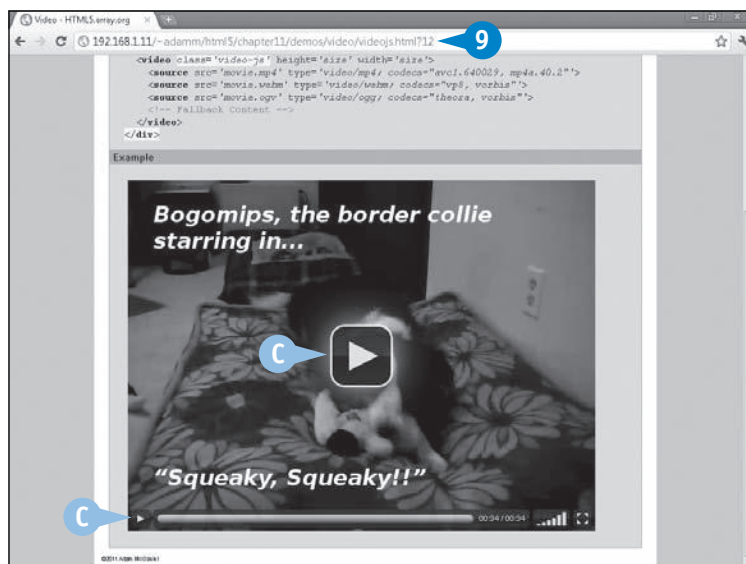 Video - HTML5.array.org
192.168.1.11/~adamm/html5/chapter11/demos/video/videojs.html?12
9
<video class='video-js' height='size' width='size'>
<source src='movie.mp4' type='video/mp4; codecs="avc1.640029, mp4a.40.2"'>
<source src='movie.webm' type='video/webm; codecs="vp8, vorbis"'>
<source src='movie.ogv' type='video/ogg; codecs="theora, vorbis"'>
<!-- Fallback Content -->
</video>
</div>
Example
Bogomips, the border collie
starring in...
C
"Squeaky, Squeaky!!"
C
00:34 / 00:34
©2011 Adam